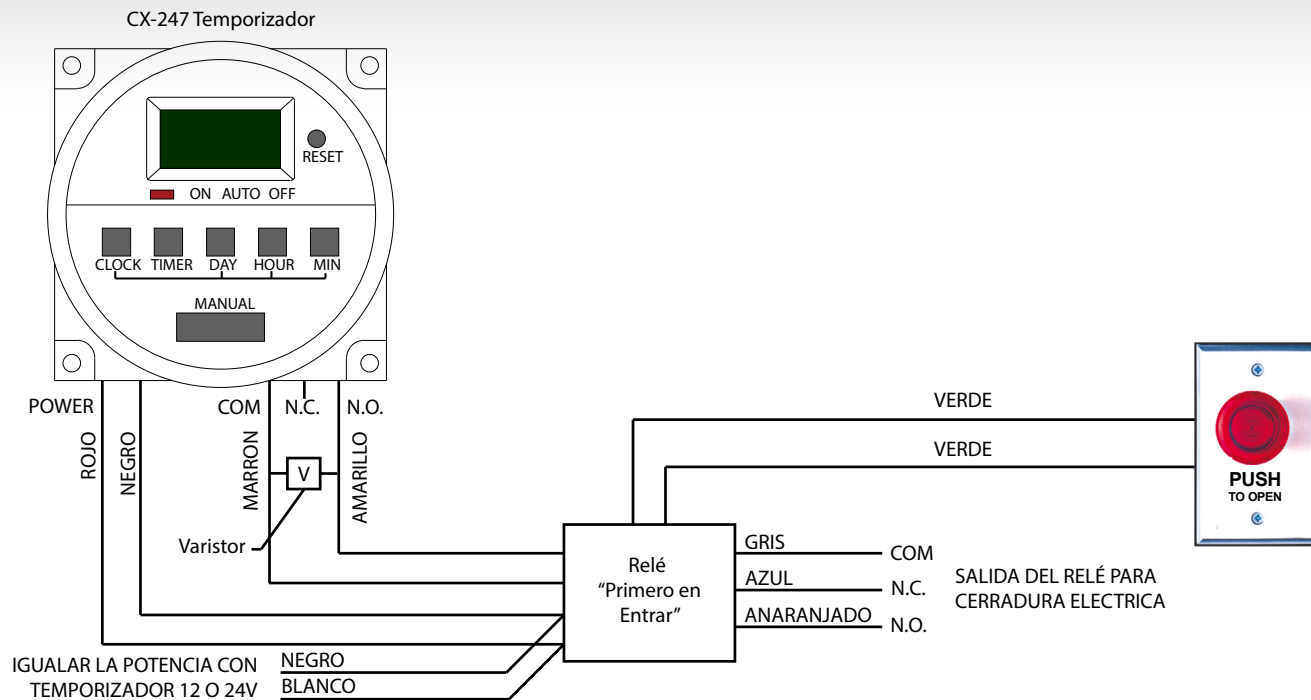 CX-247 Temporizador
RESET
ON AUTO OFF
CLOCK TIMER DAY HOUR MIN
MANUAL
POWER
COM
N.C.
N.O.
ROJO
NEGRO
MARRON
V
AMARILLO
Varistor
VERDE
VERDE
PUSH
TO OPEN
Relé
“Primero en
Entrar”
GRIS
COM
AZUL
N.C.
ANARANJADO
N.O.
SALIDA DEL RELÉ PARA
CERRADURA ELECTRICA
IGUALAR LA POTENCIA CON
TEMPORIZADOR 12 O 24V
NEGRO
BLANCO